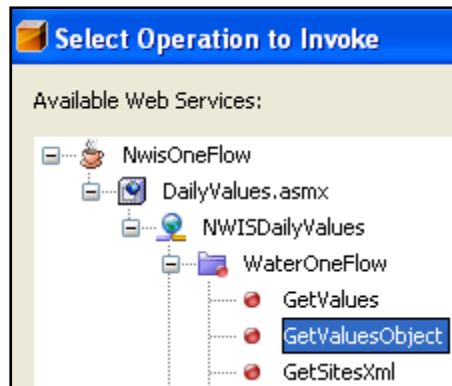 Select Operation to Invoke
Available Web Services:
NwisOneFlow
DailyValues.asmx
NWISDailyValues
WaterOneFlow
GetValues
GetValuesObject
GetSitesXml